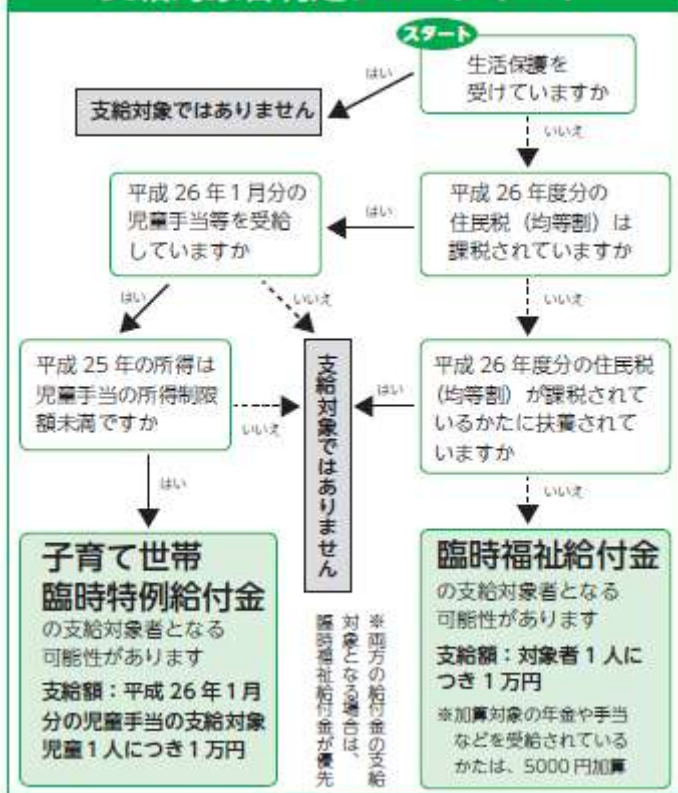 スタート
生活保護を
受けていますか
はい
支給対象ではありません
いいえ
平成26年度分の
住民税（均等割）は
課税されていますか
はい
平成26年1月分の
児童手当等を受給
していますか
はい
いいえ
いいえ
平成25年の所得は
児童手当の所得制限
額未満ですか
いいえ
支給対象ではありません
はい
平成26年度分の住民税
（均等割）が課税されて
いるかたに扶養されて
いますか
はい
いいえ
子育て世帯
臨時特例給付金
の支給対象者となる
可能性があります
支給額：平成26年1月
分の児童手当の支給対象
児童1人につき1万円
※両方の給付金の支給
対象となる場合は、
臨時福祉給付金が優先
臨時福祉給付金
の支給対象者となる
可能性があります
支給額：対象者1人に
つき1万円
※加算対象の年金や手当
などを受給されている
かたは、5000円加算